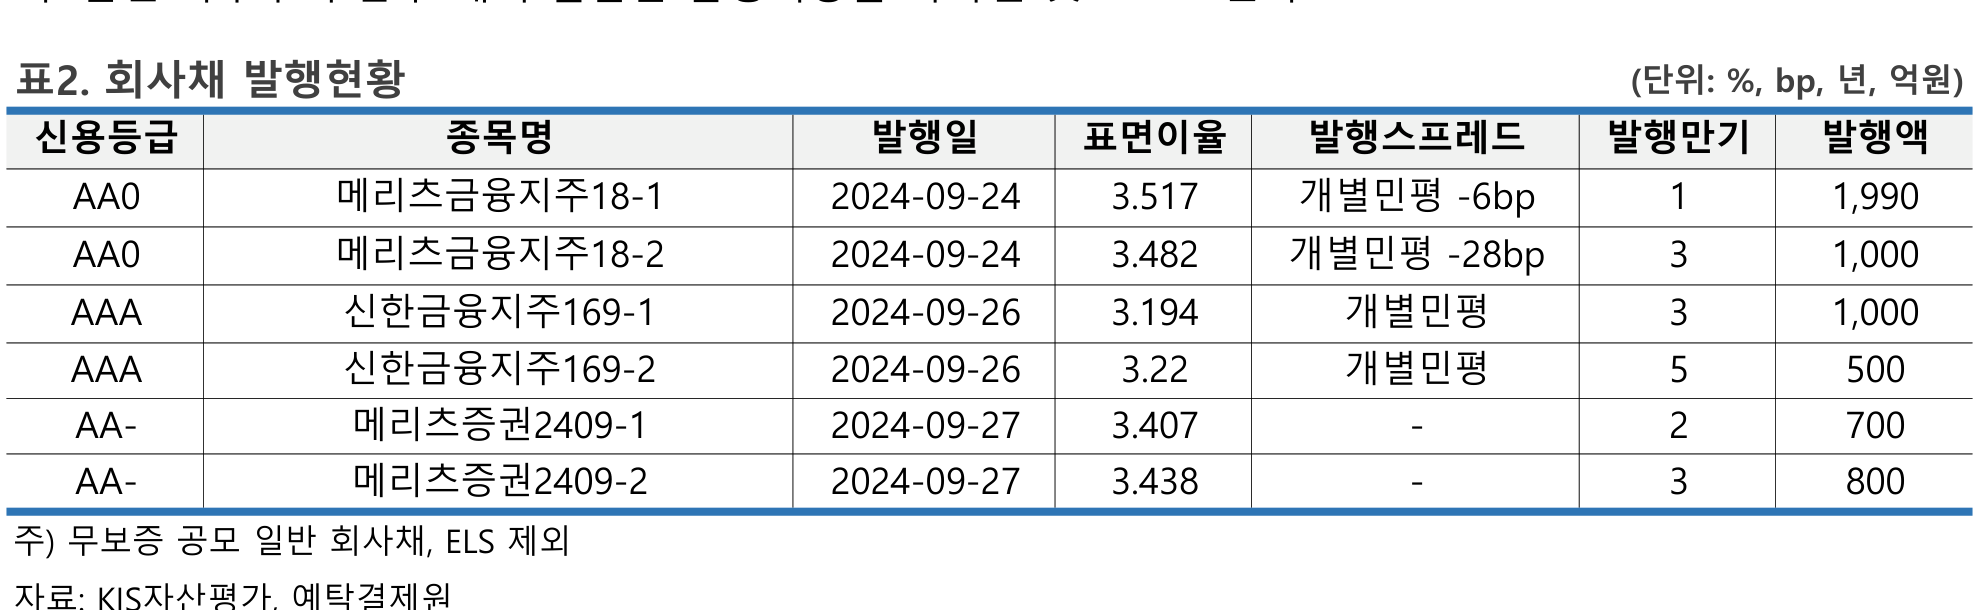 표2. 회사채 발행현황 (단위: %, bp, 년, 억원)
신용등급 종목명 발행일 표면이율 발행스프레드 발행만기 발행액
AA0 메리츠금융지주18-1 2024-09-24 3.517 개별민평 -6bp 1 1,990
AA0 메리츠금융지주18-2 2024-09-24 3.482 개별민평 -28bp 3 1,000
AAA 신한금융지주169-1 2024-09-26 3.194 개별민평 3 1,000
AAA 신한금융지주169-2 2024-09-26 3.22 개별민평 5 500
AA- 메리츠증권2409-1 2024-09-27 3.407 - 2 700
AA- 메리츠증권2409-2 2024-09-27 3.438 - 3 800
주) 무보증 공모 일반 회사채, ELS 제외
자료: KIS자산평가, 예탁결제원